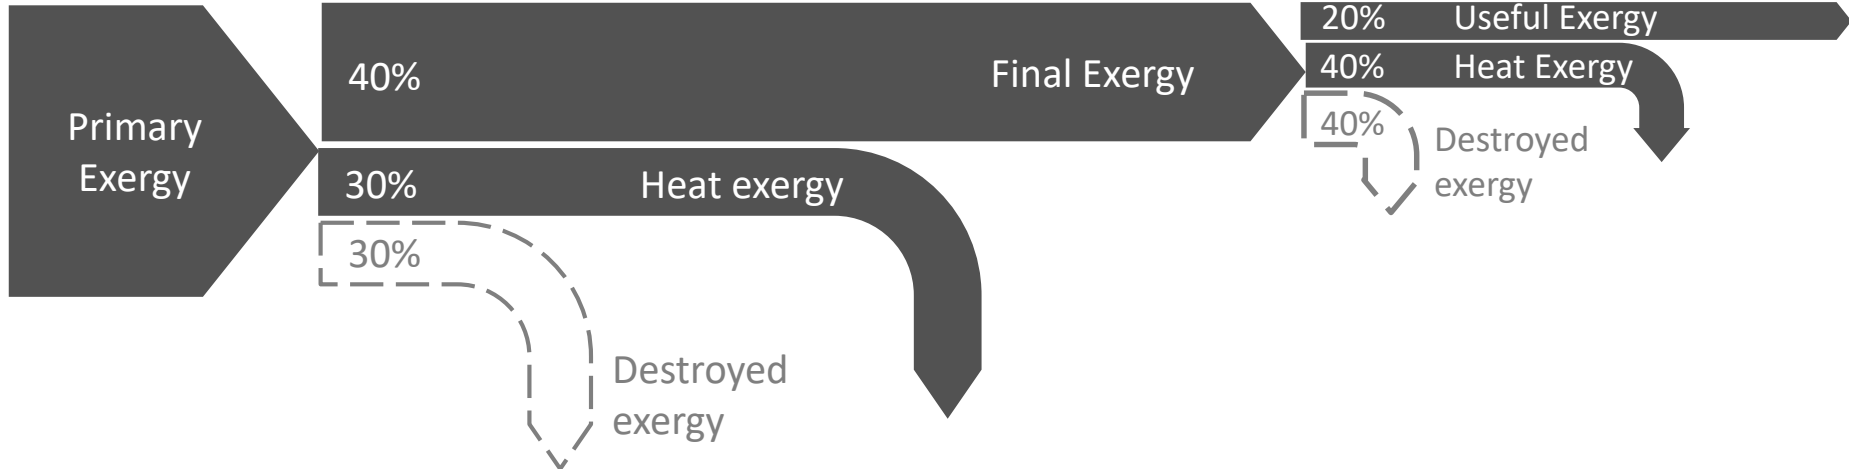 Primary
Exergy
40%
Final Exergy
30%
Heat exergy
30%
Destroyed
exergy
20%
Useful Exergy
40%
Heat Exergy
40%
Destroyed
exergy